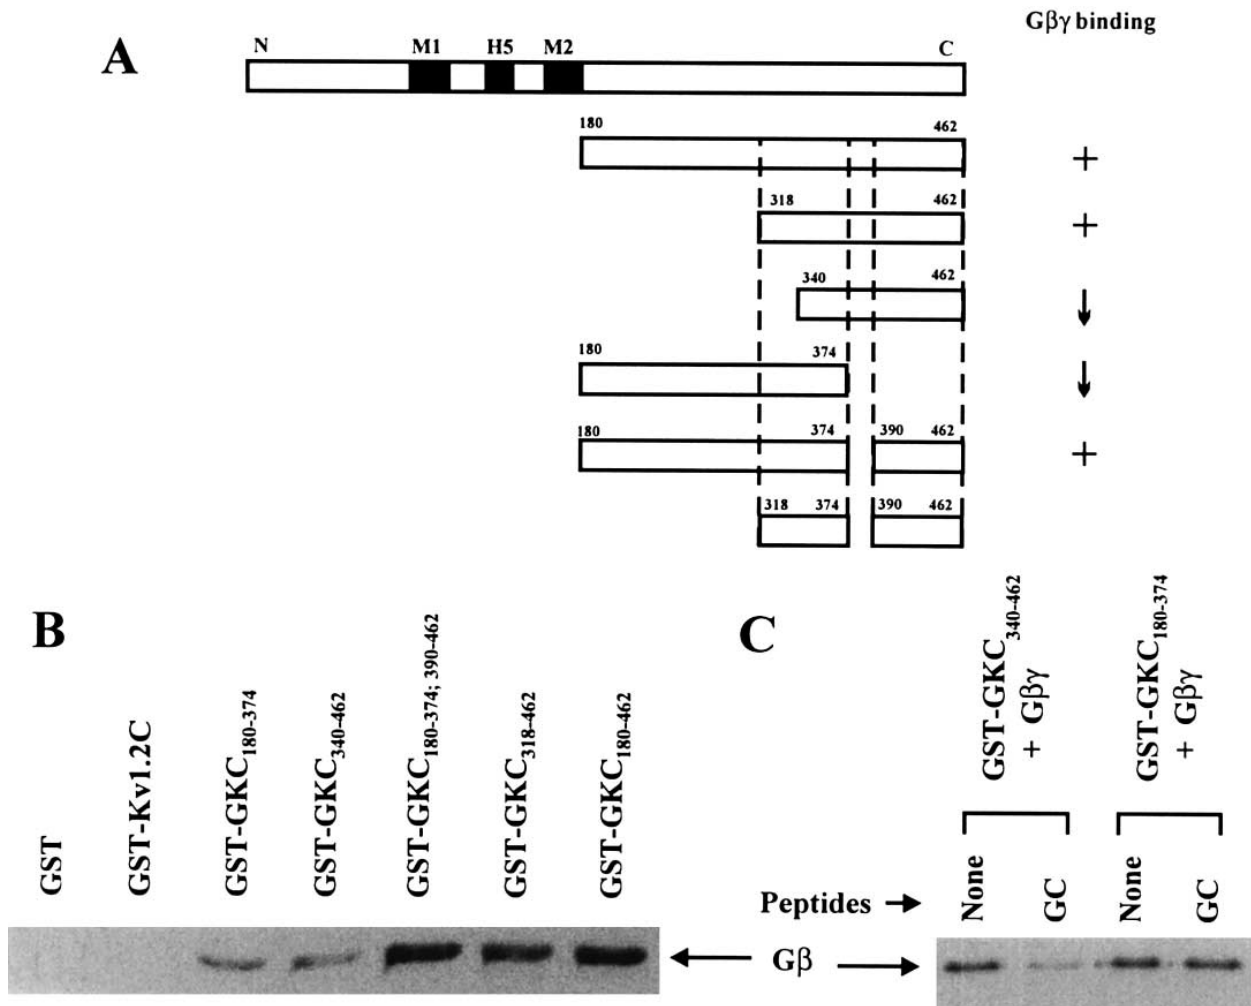 A
Gβγ binding
N
M1
H5
M2
C
180
462
+
318
462
+
340
462
↓
180
374
↓
180
374
390
462
+
318
374
390
462
B
GST
GST-Kv1.2C
GST-GKC180-374
GST-GKC340-462
GST-GKC180-374; 390-462
GST-GKC318-462
GST-GKC180-462
Gβ
C
GST-GKC340-462
+ Gβγ
GST-GKC180-374
+ Gβγ
Peptides →
None
GC
None
GC